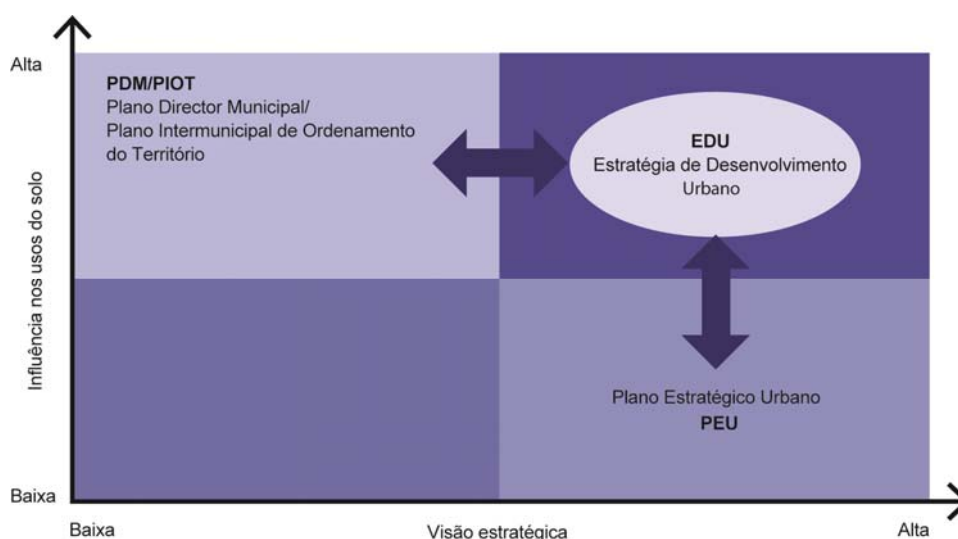 Alta
PDM/PIOT
Plano Director Municipal/
Plano Intermunicipal de Ordenamento
do Território
EDU
Estratégia de Desenvolvimento
Urbano
Influência nos usos do solo
Plano Estratégico Urbano
PEU
Baixa
Baixa
Visão estratégica
Alta